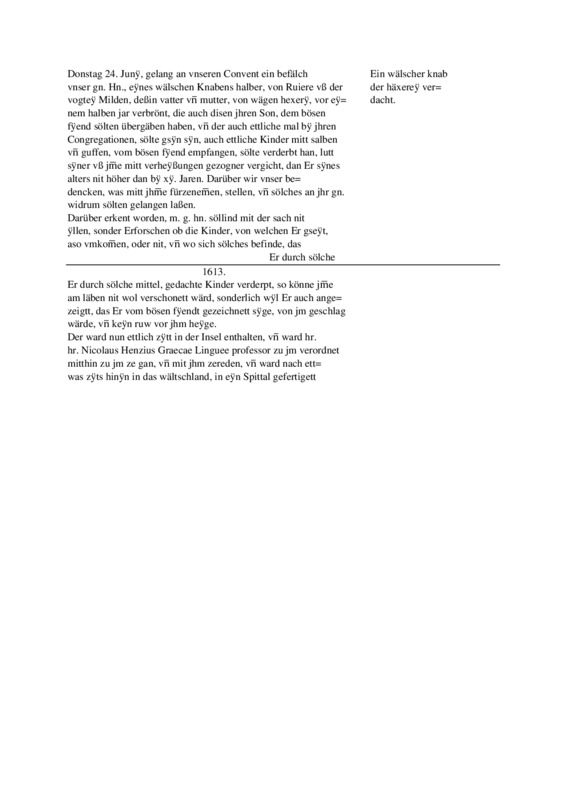 Donstag 24. Junÿ, gelang an vnseren Convent ein befälch
vnser gn. Hn., eÿnes wälschen Knabens halber, von Ruiere vß der
vogteÿ Milden, deßin vatter vn̄ mutter, von wägen hexerÿ, vor eÿ=
nem halben jar verbrönt, die auch disen jhren Son, dem bösen
fÿend sölten übergäben haben, vn̄ der auch ettliche mal bÿ jhren
Congregationen, sölte gsÿn sÿn, auch ettliche Kinder mitt salben
vn̄ guffen, vom bösen fÿend empfangen, sölte verderbt han, lutt
sÿner vß jm̄e mitt verheÿßungen gezogner vergicht, dan Er sÿnes
alters nit höher dan bÿ xÿ. Jaren. Darüber wir vnser be=
dencken, was mitt jhm̄e fürzenem̄en, stellen, vn̄ sölches an jhr gn.
widrum sölten gelangen laßen.
Darüber erkent worden, m. g. hn. söllind mit der sach nit
ÿllen, sonder Erforschen ob die Kinder, von welchen Er gseÿt,
aso vmkom̄en, oder nit, vn̄ wo sich sölches befinde, das
Er durch sölche
Ein wälscher knab
der häxereÿ ver=
dacht.
1613.
Er durch sölche mittel, gedachte Kinder verderpt, so könne jm̄e
am läben nit wol verschonett wärd, sonderlich wÿl Er auch ange=
zeigtt, das Er vom bösen fÿendt gezeichnett sÿge, von jm geschlag
wärde, vn̄ keÿn ruw vor jhm heÿge.
Der ward nun ettlich zÿtt in der Insel enthalten, vn̄ ward hr.
hr. Nicolaus Henzius Graecae Linguee professor zu jm verordnet
mitthin zu jm ze gan, vn̄ mit jhm zereden, vn̄ ward nach ett=
was zÿts hinÿn in das wältschland, in eÿn Spittal gefertigett